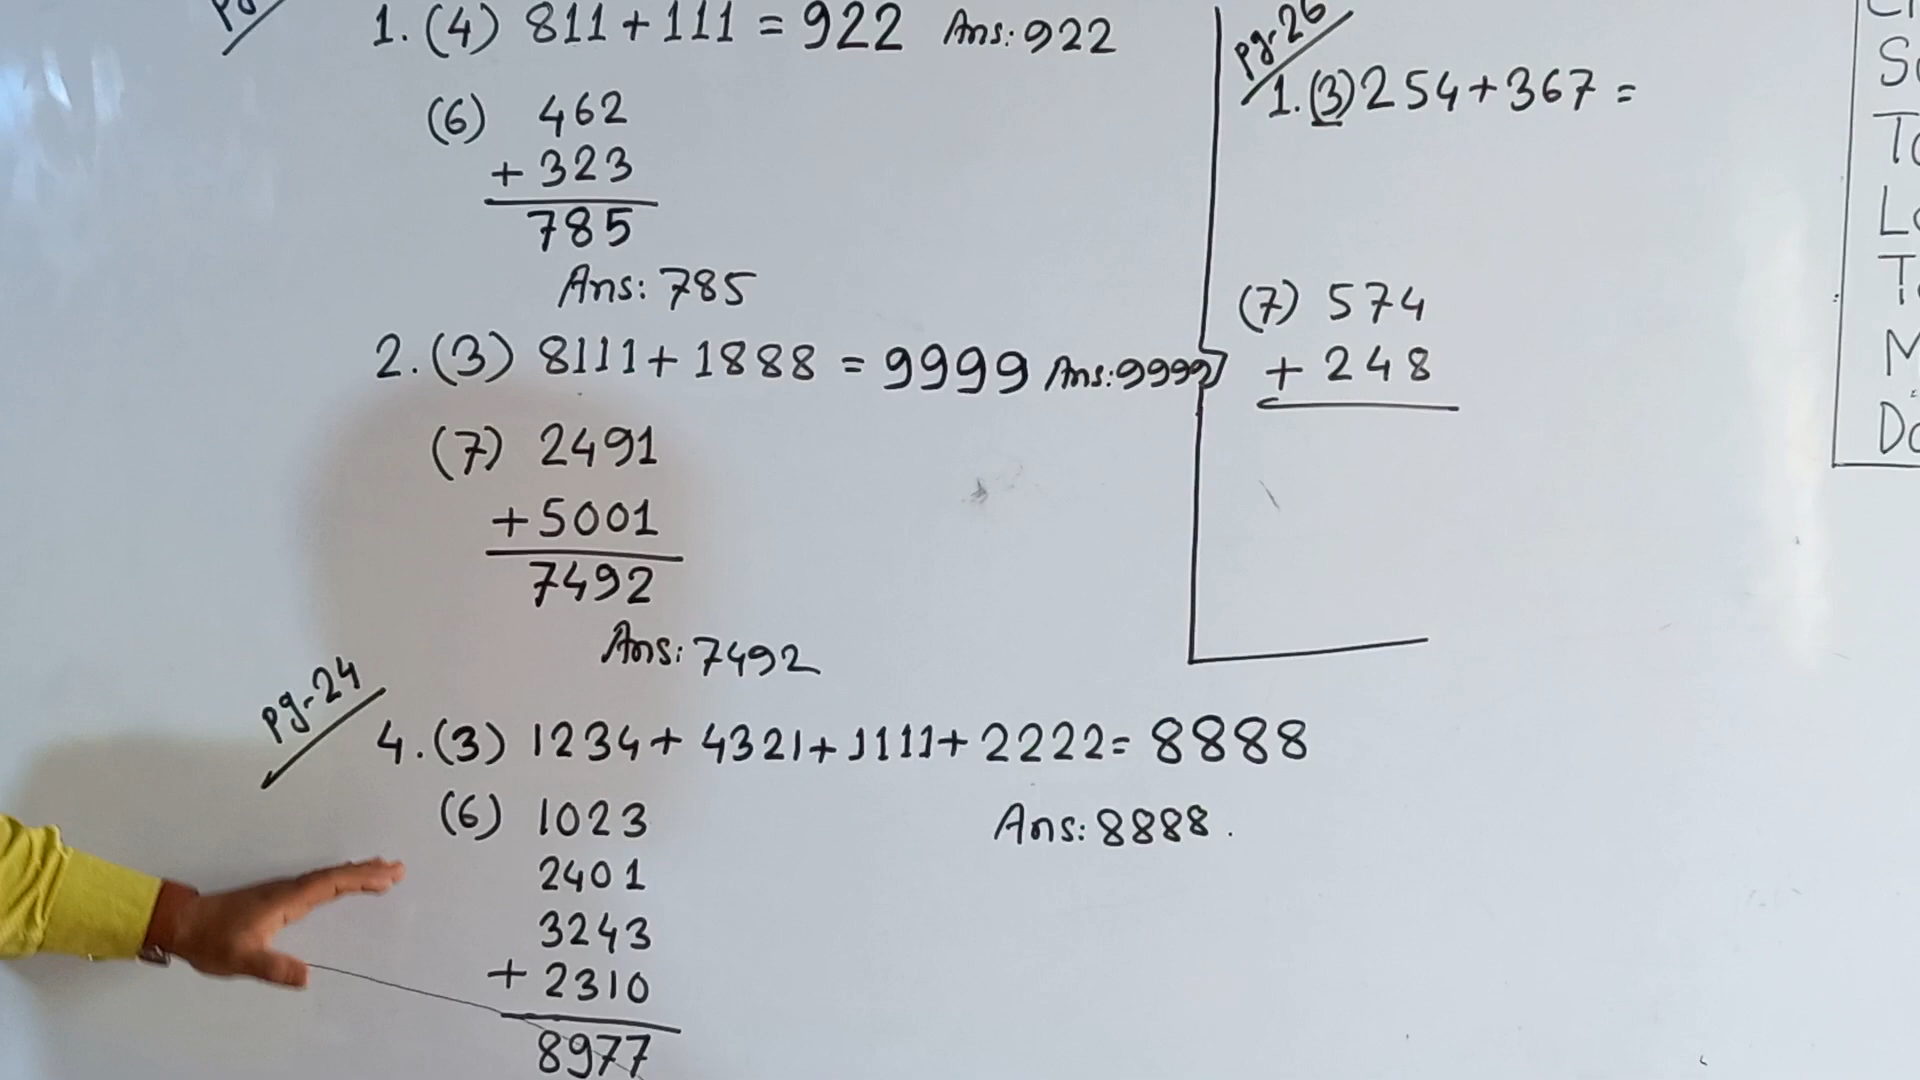 1. (4) 811 + 111 = 922 Ans: 922
(6) 462
+ 323
785
Ans: 785
2. (3) 8111 + 1888 = 9999 Ans: 9999
(7) 2491
+ 5001
7492
Ans: 7492
pg-24
4. (3) 1234 + 4321 + 1111 + 2222 = 8888
Ans: 8888.
(6) 1023
2401
3243
+ 2310
8977
pg-26
1. (3) 254 + 367 =
(7) 574
+ 248